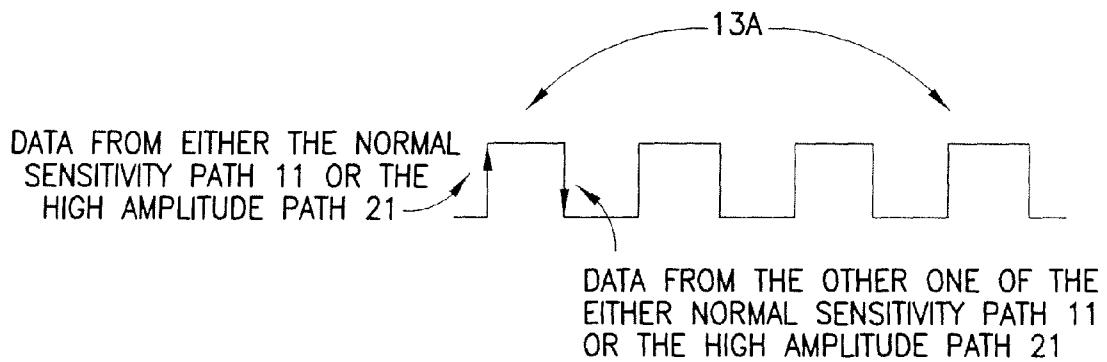 13A
DATA FROM EITHER THE NORMAL
SENSITIVITY PATH 11 OR THE
HIGH AMPLITUDE PATH 21
DATA FROM THE OTHER ONE OF THE
EITHER NORMAL SENSITIVITY PATH 11
OR THE HIGH AMPLITUDE PATH 21